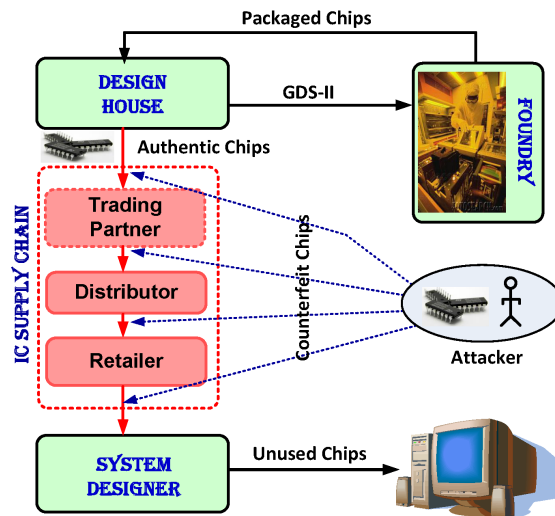 Packaged Chips
DESIGN
HOUSE
GDS-II
FOUNDRY
Authentic Chips
IC SUPPLY CHAIN
Trading
Partner
Distributor
Retailer
Counterfeit Chips
Attacker
SYSTEM
DESIGNER
Unused Chips